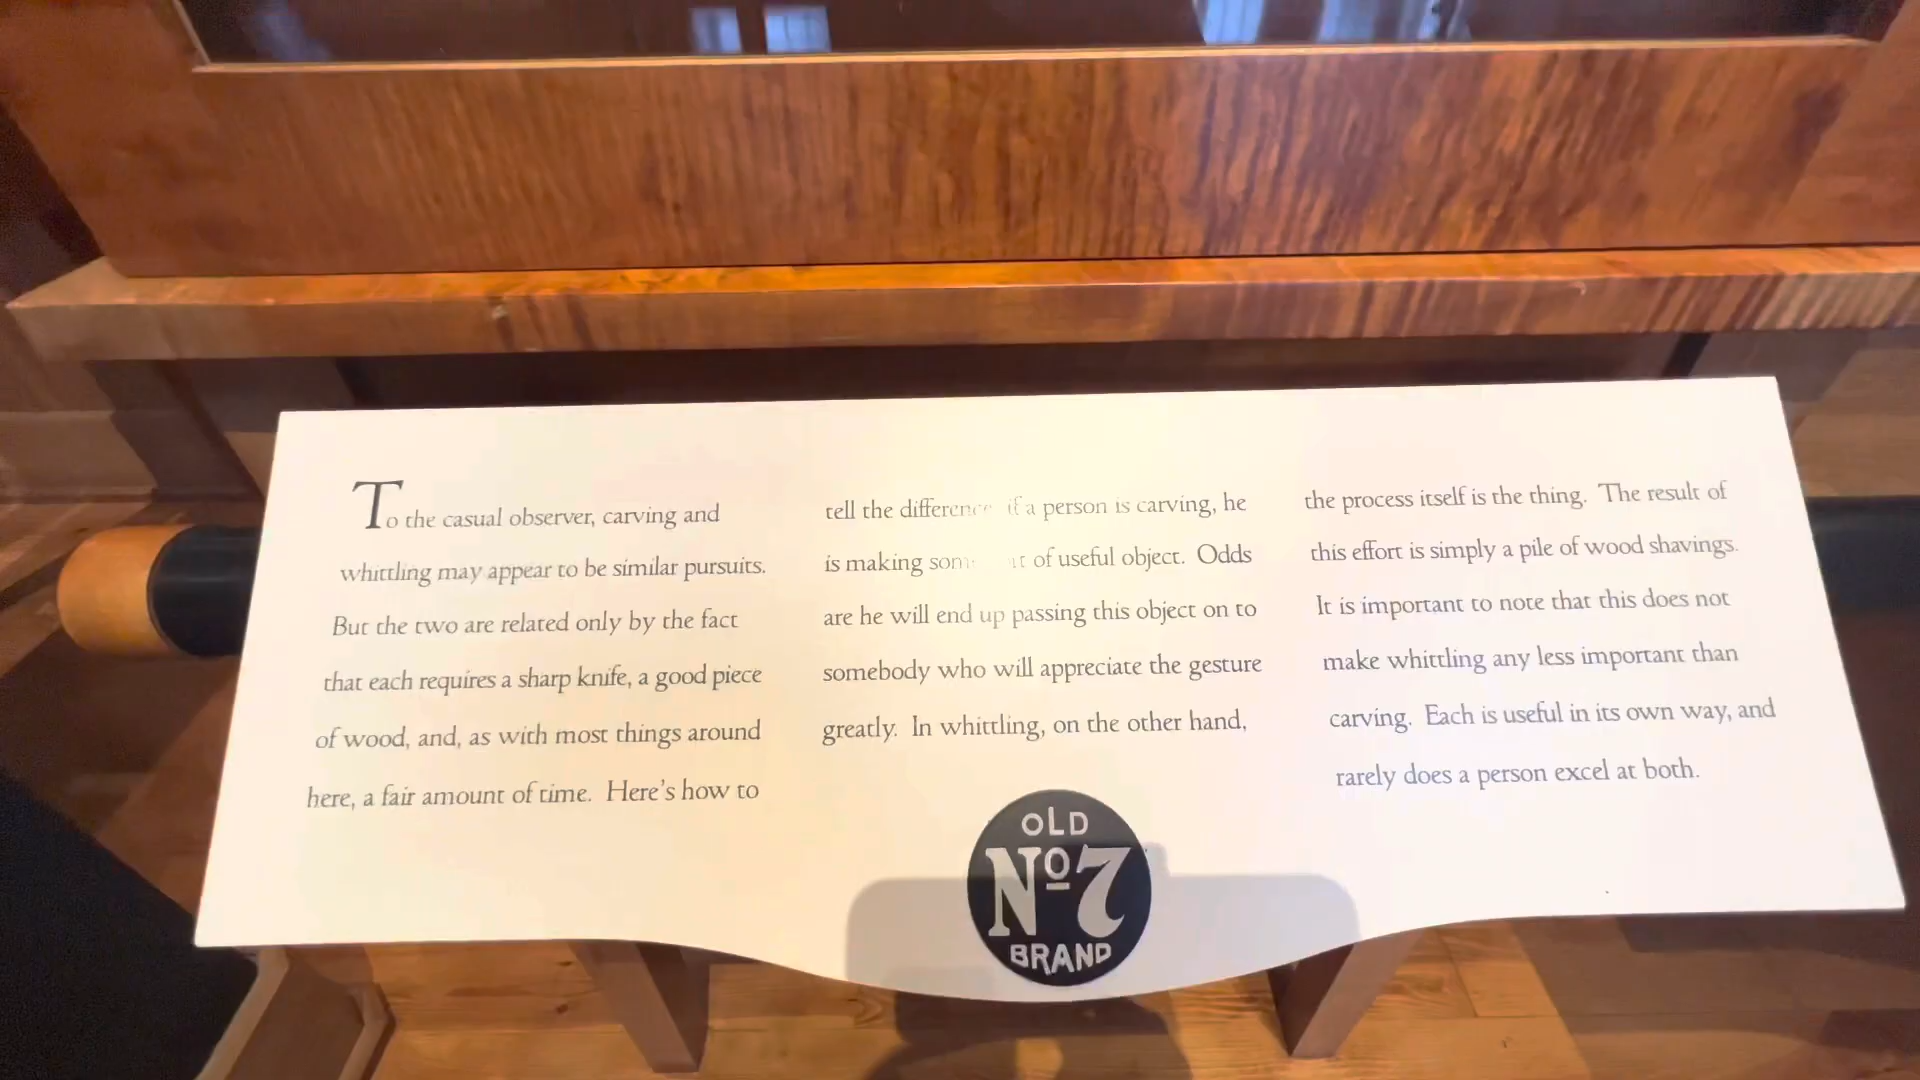 To the casual observer, carving and
whittling may appear to be similar pursuits.
But the two are related only by the fact
that each requires a sharp knife, a good piece
of wood, and, as with most things around
here, a fair amount of time. Here's how to
tell the if a person is carving, he
is making of useful object. Odds
are he will end up passing this object on to
somebody who will appreciate the gesture
greatly. In whittling, on the other hand,
the process itself is the thing. The result of
this effort is simply a pile of wood shavings.
It is important to note that this does not
make whittling any less important than
carving. Each is useful in its own way, and
rarely does a person excel at both.
OLD
Nº7
BRAND